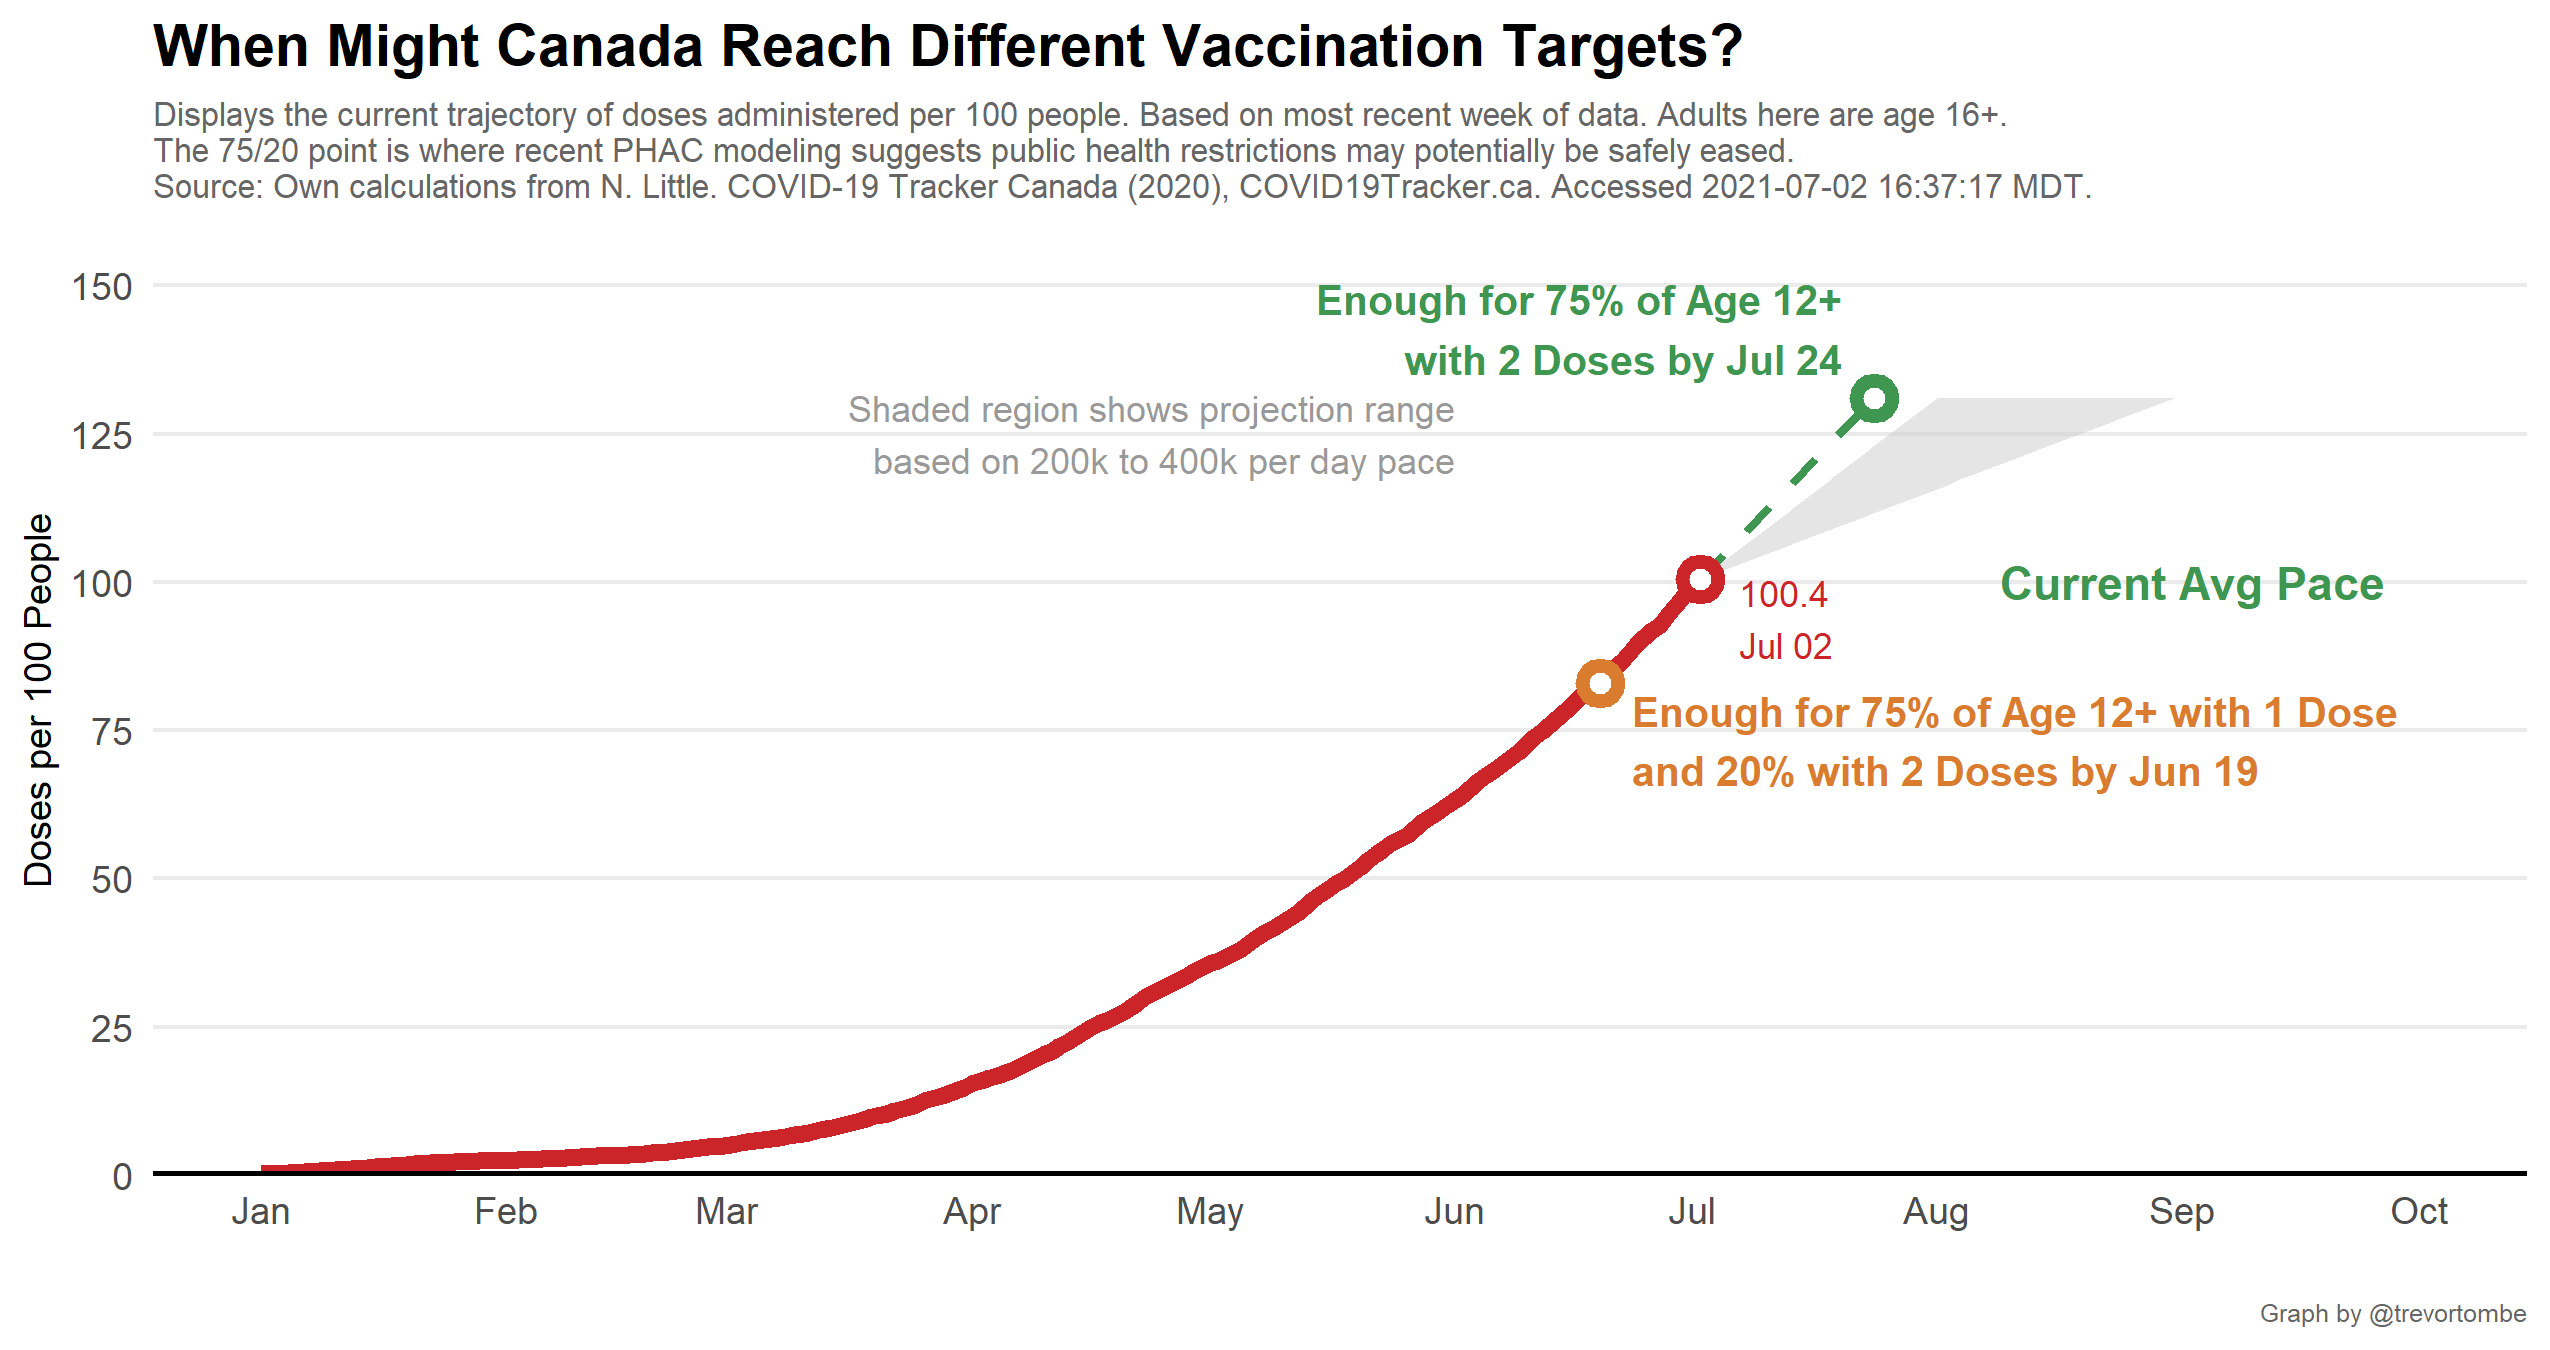 When Might Canada Reach Different Vaccination Targets?
Displays the current trajectory of doses administered per 100 people. Based on most recent week of data. Adults here are age 16+.
The 75/20 point is where recent PHAC modeling suggests public health restrictions may potentially be safely eased.
Source: Own calculations from N. Little. COVID-19 Tracker Canada (2020), COVID19Tracker.ca. Accessed 2021-07-02 16:37:17 MDT.
Doses per 100 People
150
125
100
75
50
25
0
Enough for 75% of Age 12+
with 2 Doses by Jul 24
Shaded region shows projection range
based on 200k to 400k per day pace
Current Avg Pace
100.4
Jul 02
Enough for 75% of Age 12+ with 1 Dose
and 20% with 2 Doses by Jun 19
Jan Feb Mar Apr May Jun Jul Aug Sep Oct
Graph by @trevortombe